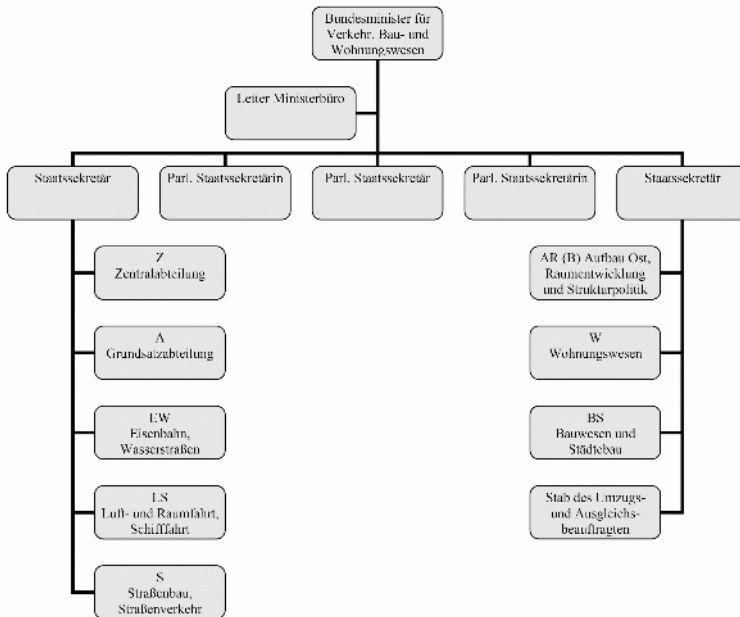 Bundesminister für
Verkehr, Bau- und
Wohnungswesen
Leiter Ministerbüro
Staatssekretär
Parl. Staatssekretärin
Parl. Staatssekretär
Parl. Staatssekretärin
Staatssekretär
Z
Zentralabteilung
A
Grundsatzabteilung
EW
Eisenbahn,
Wasserstraßen
LS
Luft- und Raumfahrt,
Schifffahrt
S
Straßenbau,
Straßenverkehr
AR (B) Aufbau Ost,
Raumentwicklung
und Strukturpolitik
W
Wohnungswesen
BS
Bauwesen und
Städtebau
Stab des Umzugs-
und Ausgleichs-
beauftragten